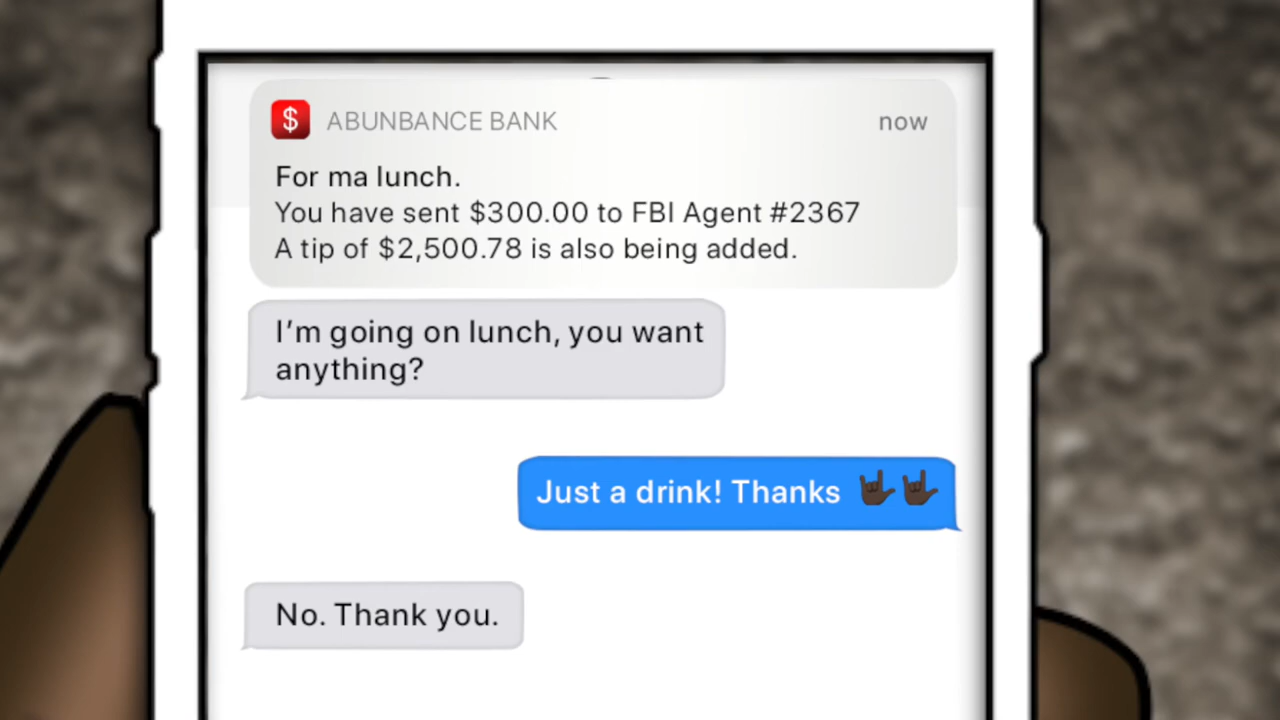 $ ABUNBANCE BANK now
For ma lunch.
You have sent $300.00 to FBI Agent #2367
A tip of $2,500.78 is also being added.
I’m going on lunch, you want
anything?
Just a drink! Thanks 🤟🏿🤟🏿
No. Thank you.